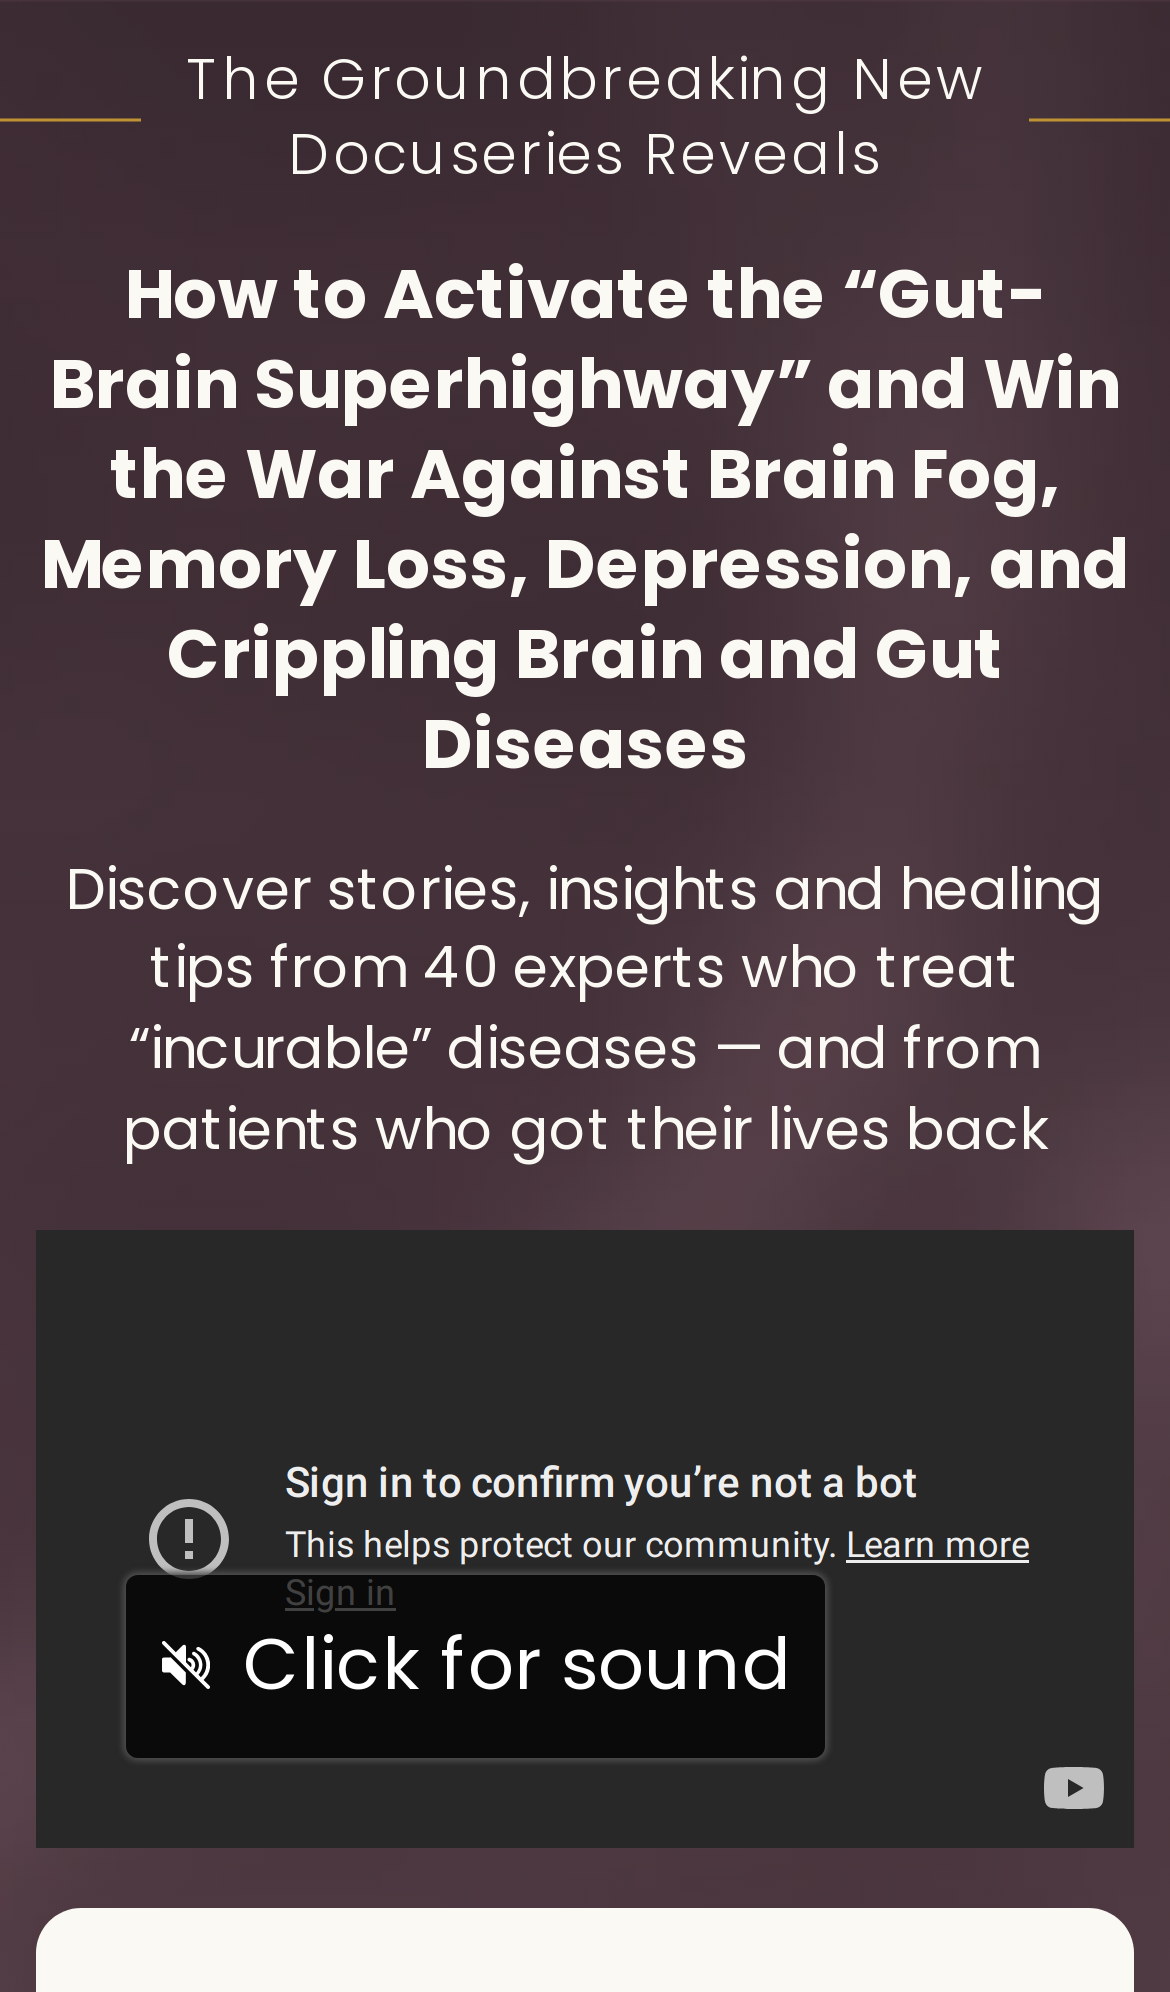 The Groundbreaking New
Docuseries Reveals
How to Activate the “Gut-
Brain Superhighway” and Win
the War Against Brain Fog,
Memory Loss, Depression, and
Crippling Brain and Gut
Diseases
Discover stories, insights and healing
tips from 40 experts who treat
“incurable” diseases — and from
patients who got their lives back
Sign in to confirm you’re not a bot
This helps protect our community. Learn more
Sign in
Click for sound